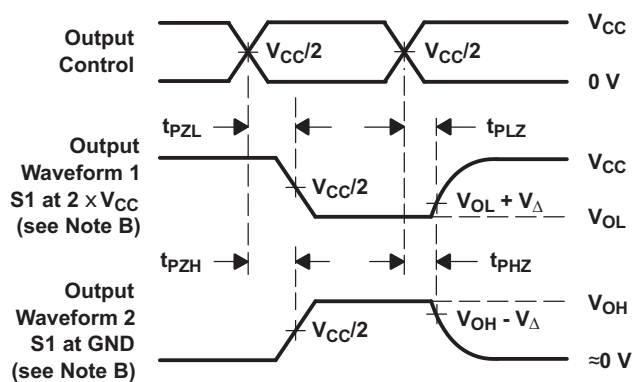 Output
Control
V_CC
V_CC/2
V_CC/2
0 V
t_PZL
t_PLZ
Output
Waveform 1
S1 at 2 x V_CC
(see Note B)
V_CC
V_CC/2
V_OL + V_Δ
V_OL
t_PZH
t_PHZ
Output
Waveform 2
S1 at GND
(see Note B)
V_OH
V_CC/2
V_OH - V_Δ
≈0 V